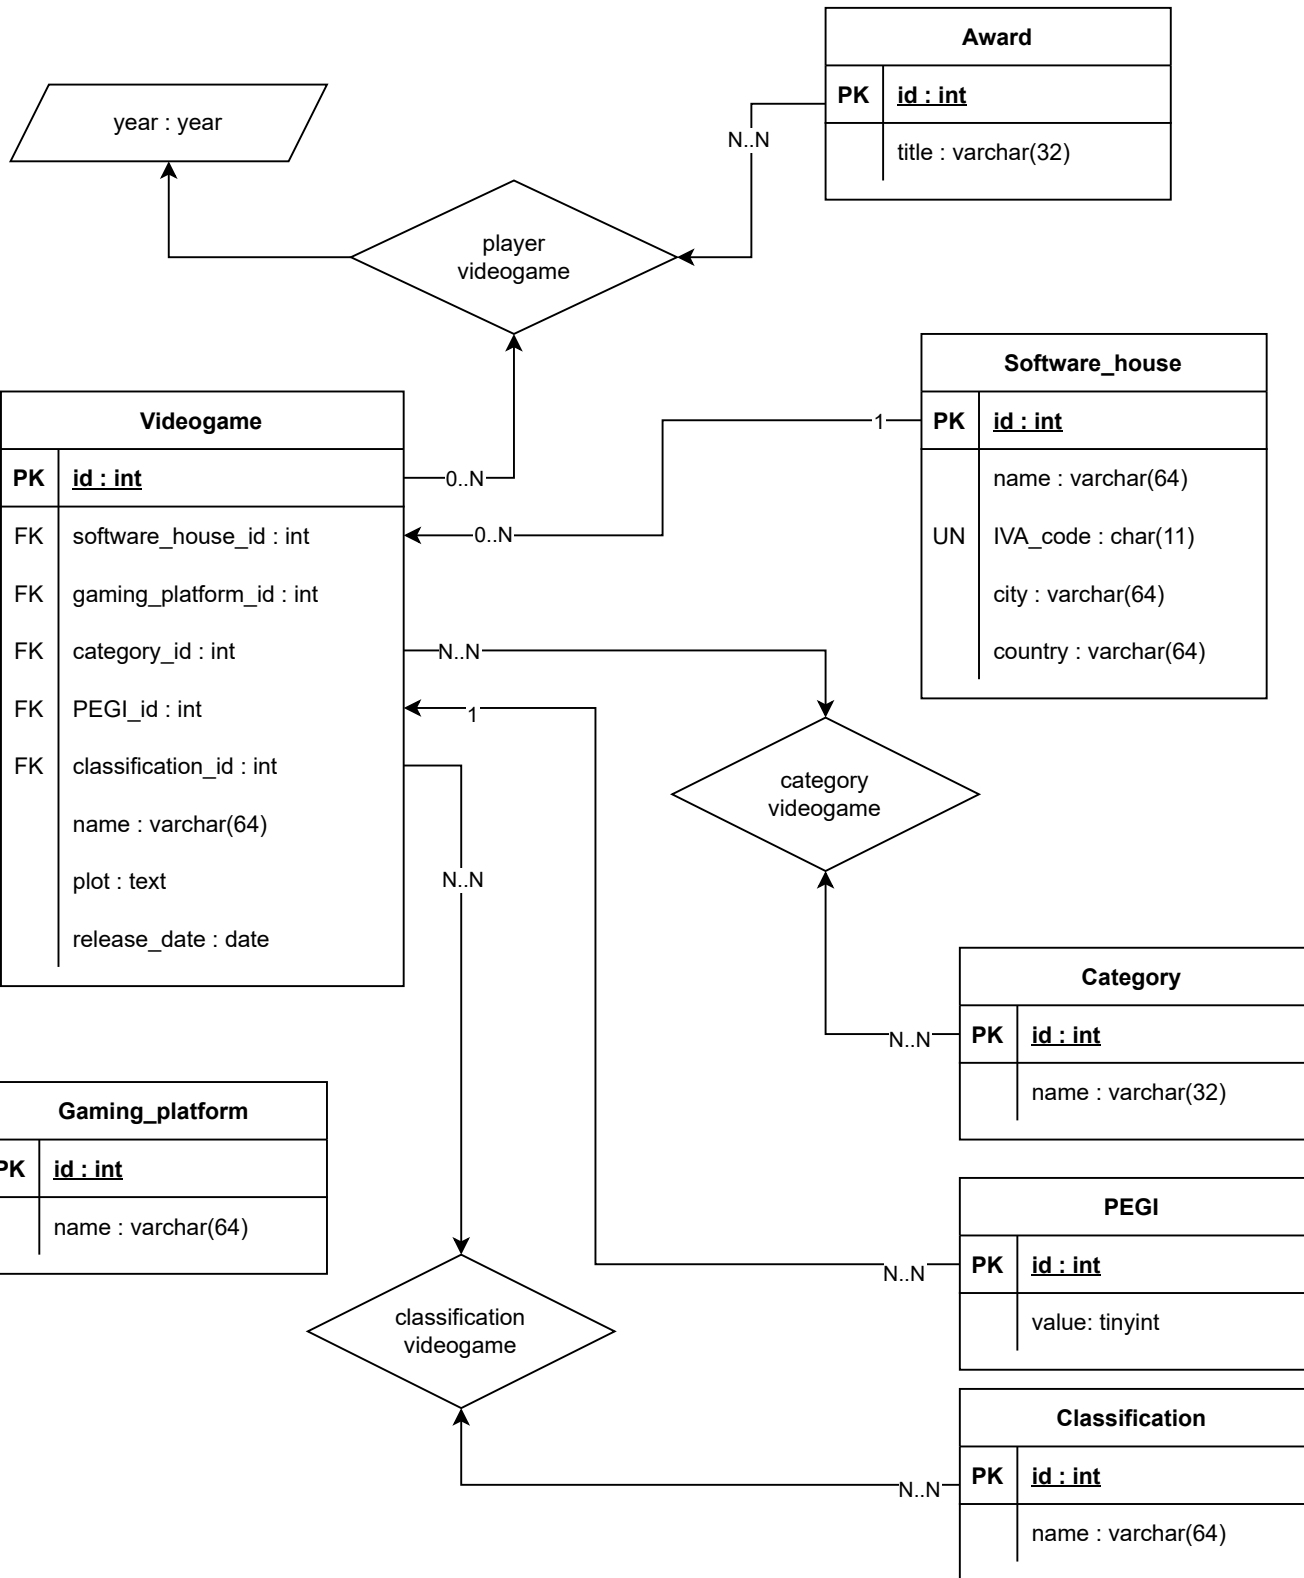 Award
PK id : int
title : varchar(32)
year : year
N..N
player
videogame
Software_house
PK id : int
name : varchar(64)
UN IVA_code : char(11)
city : varchar(64)
country : varchar(64)
1
0..N
0..N
Videogame
PK id : int
FK software_house_id : int
FK gaming_platform_id : int
FK category_id : int
FK PEGI_id : int
FK classification_id : int
name : varchar(64)
plot : text
release_date : date
N..N
1
N..N
category
videogame
Category
PK id : int
name : varchar(32)
N..N
Gaming_platform
PK id : int
name : varchar(64)
PEGI
PK id : int
value: tinyint
N..N
classification
videogame
Classification
PK id : int
name : varchar(64)
N..N